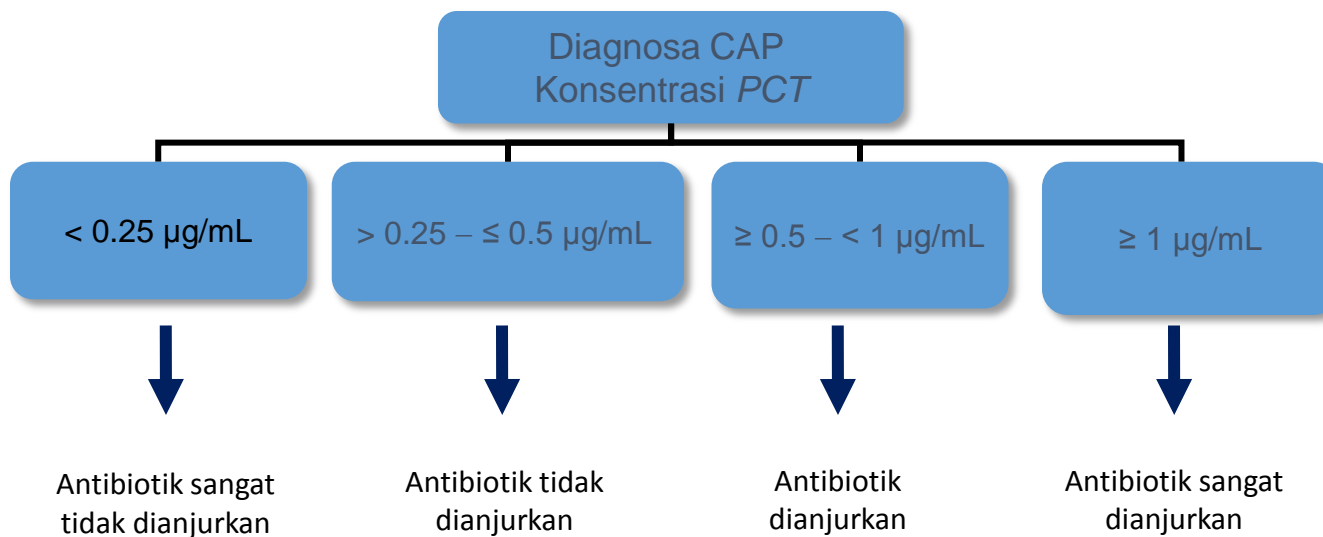 Diagnosa CAP
Konsentrasi PCT
< 0.25 µg/mL
> 0.25 – ≤ 0.5 µg/mL
≥ 0.5 – < 1 µg/mL
≥ 1 µg/mL
Antibiotik sangat
tidak dianjurkan
Antibiotik tidak
dianjurkan
Antibiotik
dianjurkan
Antibiotik sangat
dianjurkan